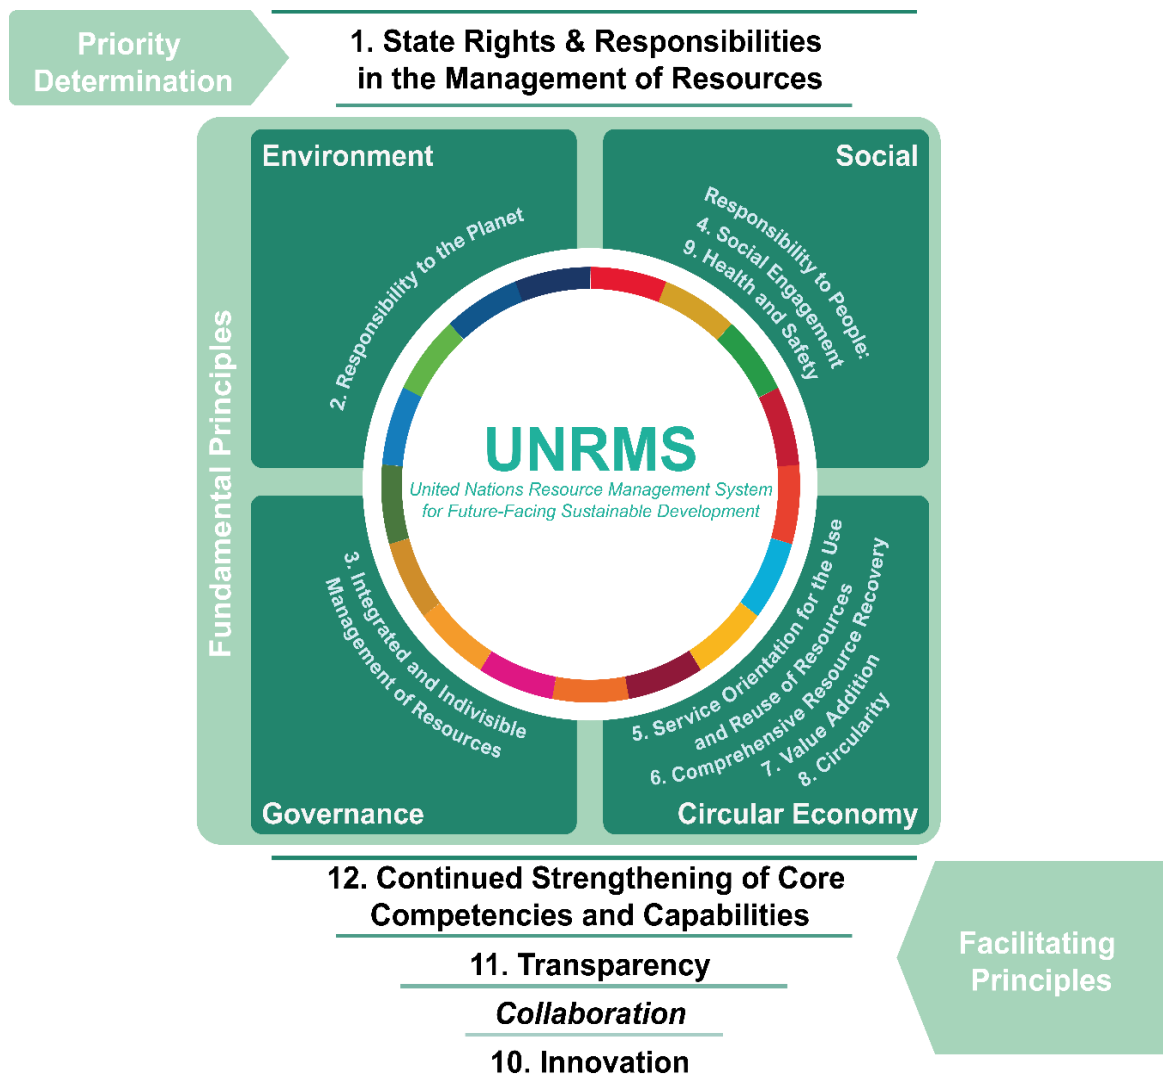 Priority
Determination
1. State Rights & Responsibilities
in the Management of Resources
Fundamental Principles
Environment
2. Responsibility to the Planet
Social
Responsibility to People:
4. Social Engagement
9. Health and Safety
UNRMS
United Nations Resource Management System
for Future-Facing Sustainable Development
3. Integrated and Indivisible
Management of Resources
Governance
5. Service Orientation for the Use
and Reuse of Resources
6. Comprehensive Resource Recovery
7. Value Addition
8. Circularity
Circular Economy
12. Continued Strengthening of Core
Competencies and Capabilities
11. Transparency
Collaboration
10. Innovation
Facilitating
Principles